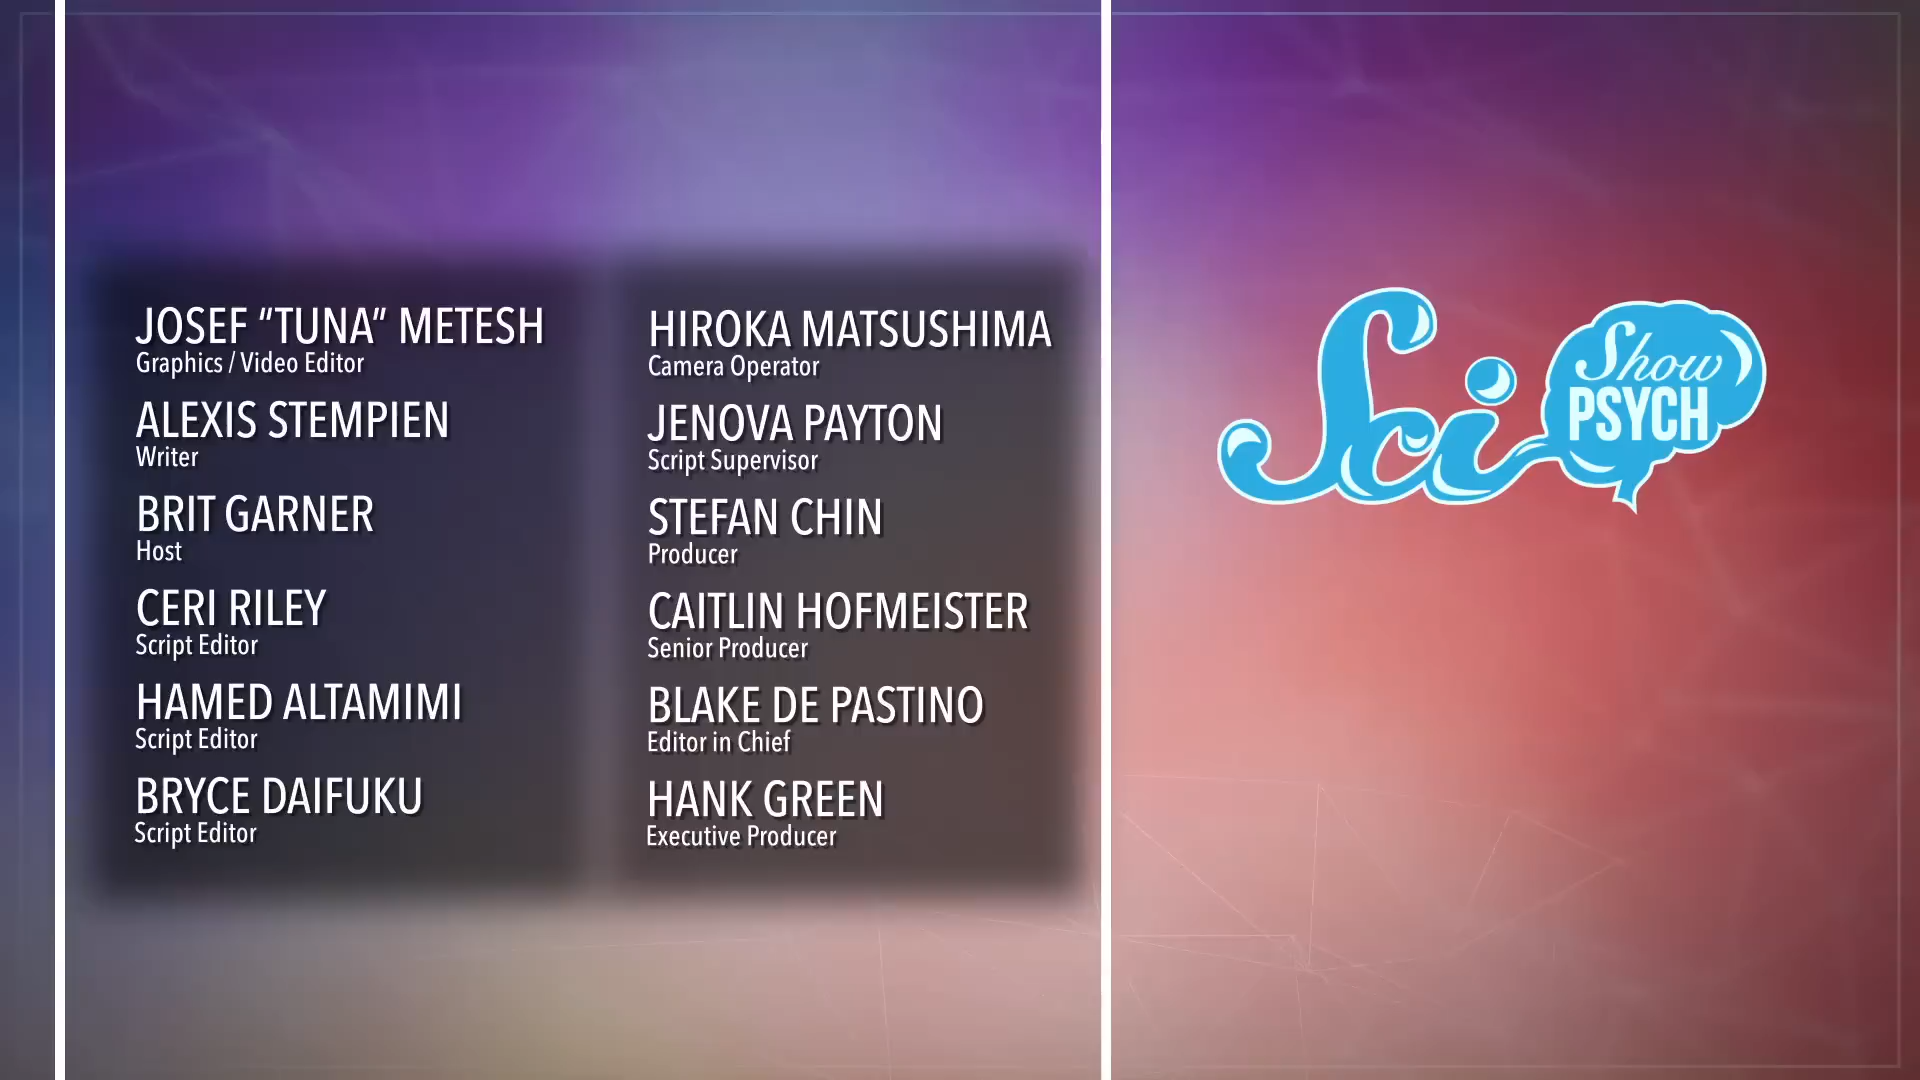 JOSEF “TUNA” METESH
Graphics / Video Editor
ALEXIS STEMPIEN
Writer
BRIT GARNER
Host
CERI RILEY
Script Editor
HAMED ALTAMIMI
Script Editor
BRYCE DAIFUKU
Script Editor
HIROKA MATSUSHIMA
Camera Operator
JENOVA PAYTON
Script Supervisor
STEFAN CHIN
Producer
CAITLIN HOFMEISTER
Senior Producer
BLAKE DE PASTINO
Editor in Chief
HANK GREEN
Executive Producer
Sci
Show
PSYCH